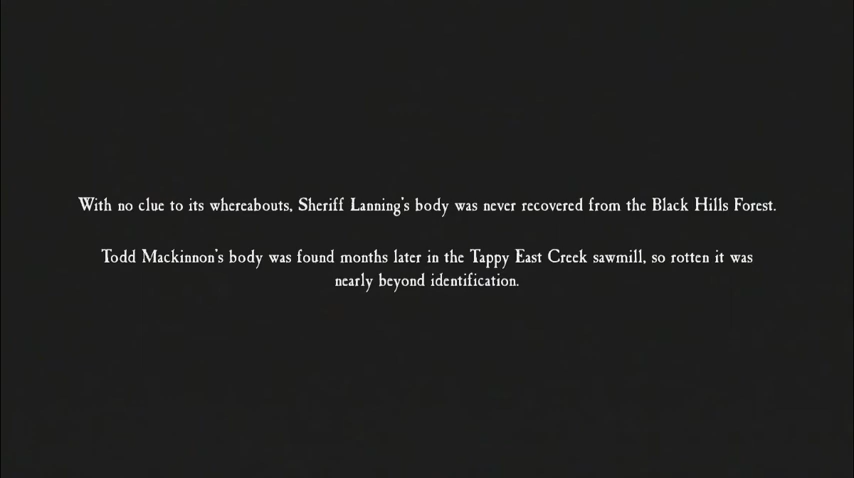 With no clue to its whereabouts, Sheriff Lanning's body was never recovered from the Black Hills Forest.
Todd Mackinnon's body was found months later in the Tappy East Creek sawmill, so rotten it was
nearly beyond identification.